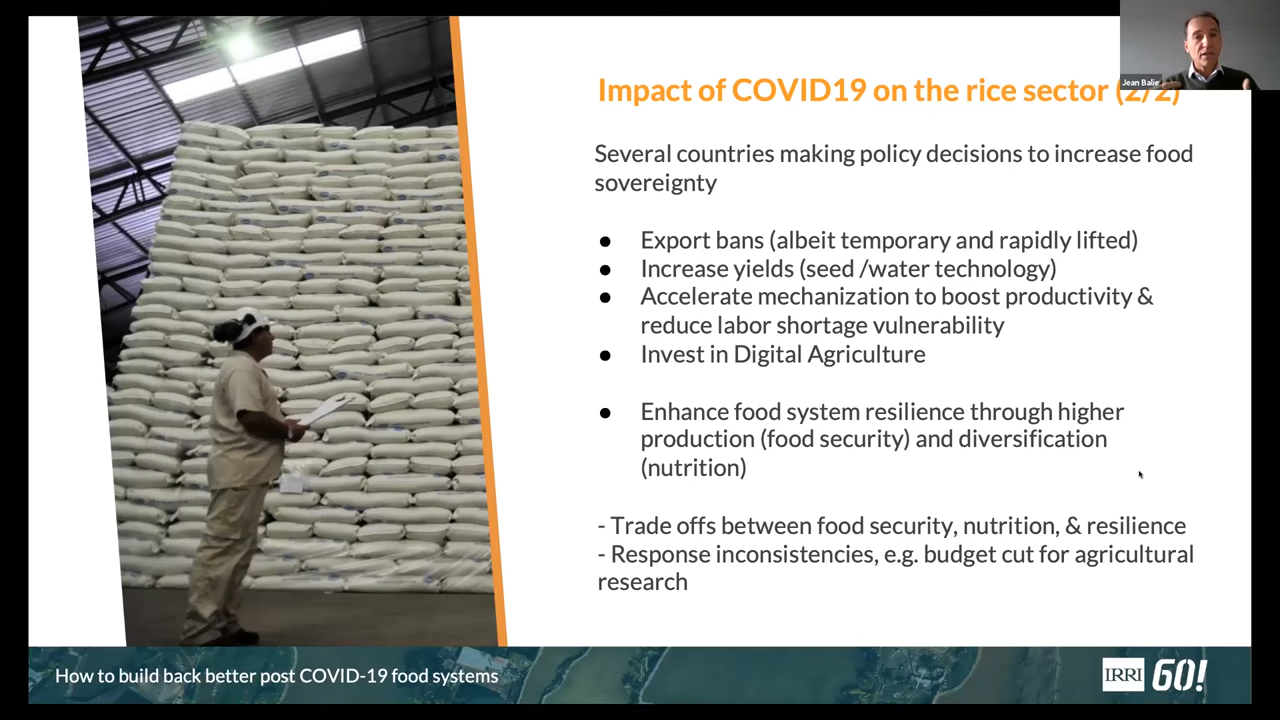 Jean Balie
Impact of COVID19 on the rice sector (2/2)
Several countries making policy decisions to increase food
sovereignty
● Export bans (albeit temporary and rapidly lifted)
● Increase yields (seed /water technology)
● Accelerate mechanization to boost productivity &
reduce labor shortage vulnerability
● Invest in Digital Agriculture
● Enhance food system resilience through higher
production (food security) and diversification
(nutrition)
- Trade offs between food security, nutrition, & resilience
- Response inconsistencies, e.g. budget cut for agricultural
research
How to build back better post COVID-19 food systems
IRRI 60!